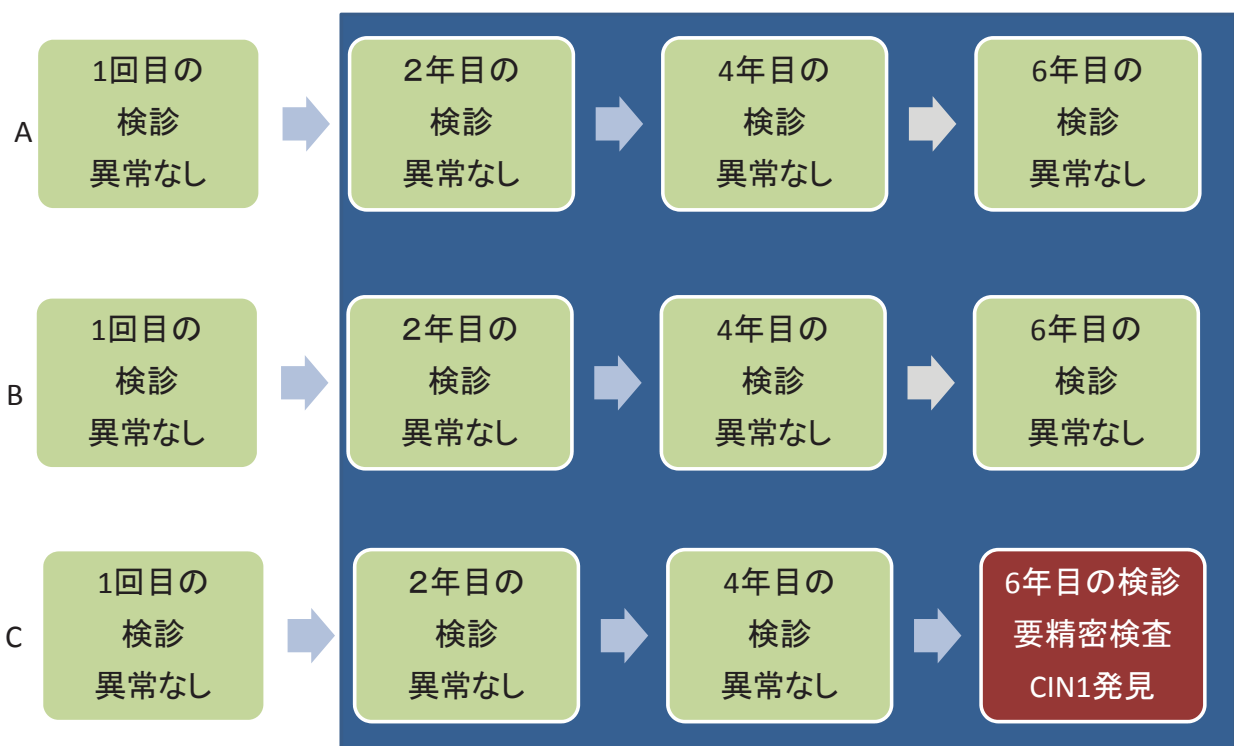 A
1回目の
検診
異常なし
２年目の
検診
異常なし
4年目の
検診
異常なし
6年目の
検診
異常なし
B
1回目の
検診
異常なし
２年目の
検診
異常なし
4年目の
検診
異常なし
6年目の
検診
異常なし
C
1回目の
検診
異常なし
２年目の
検診
異常なし
4年目の
検診
異常なし
6年目の検診
要精密検査
CIN1発見